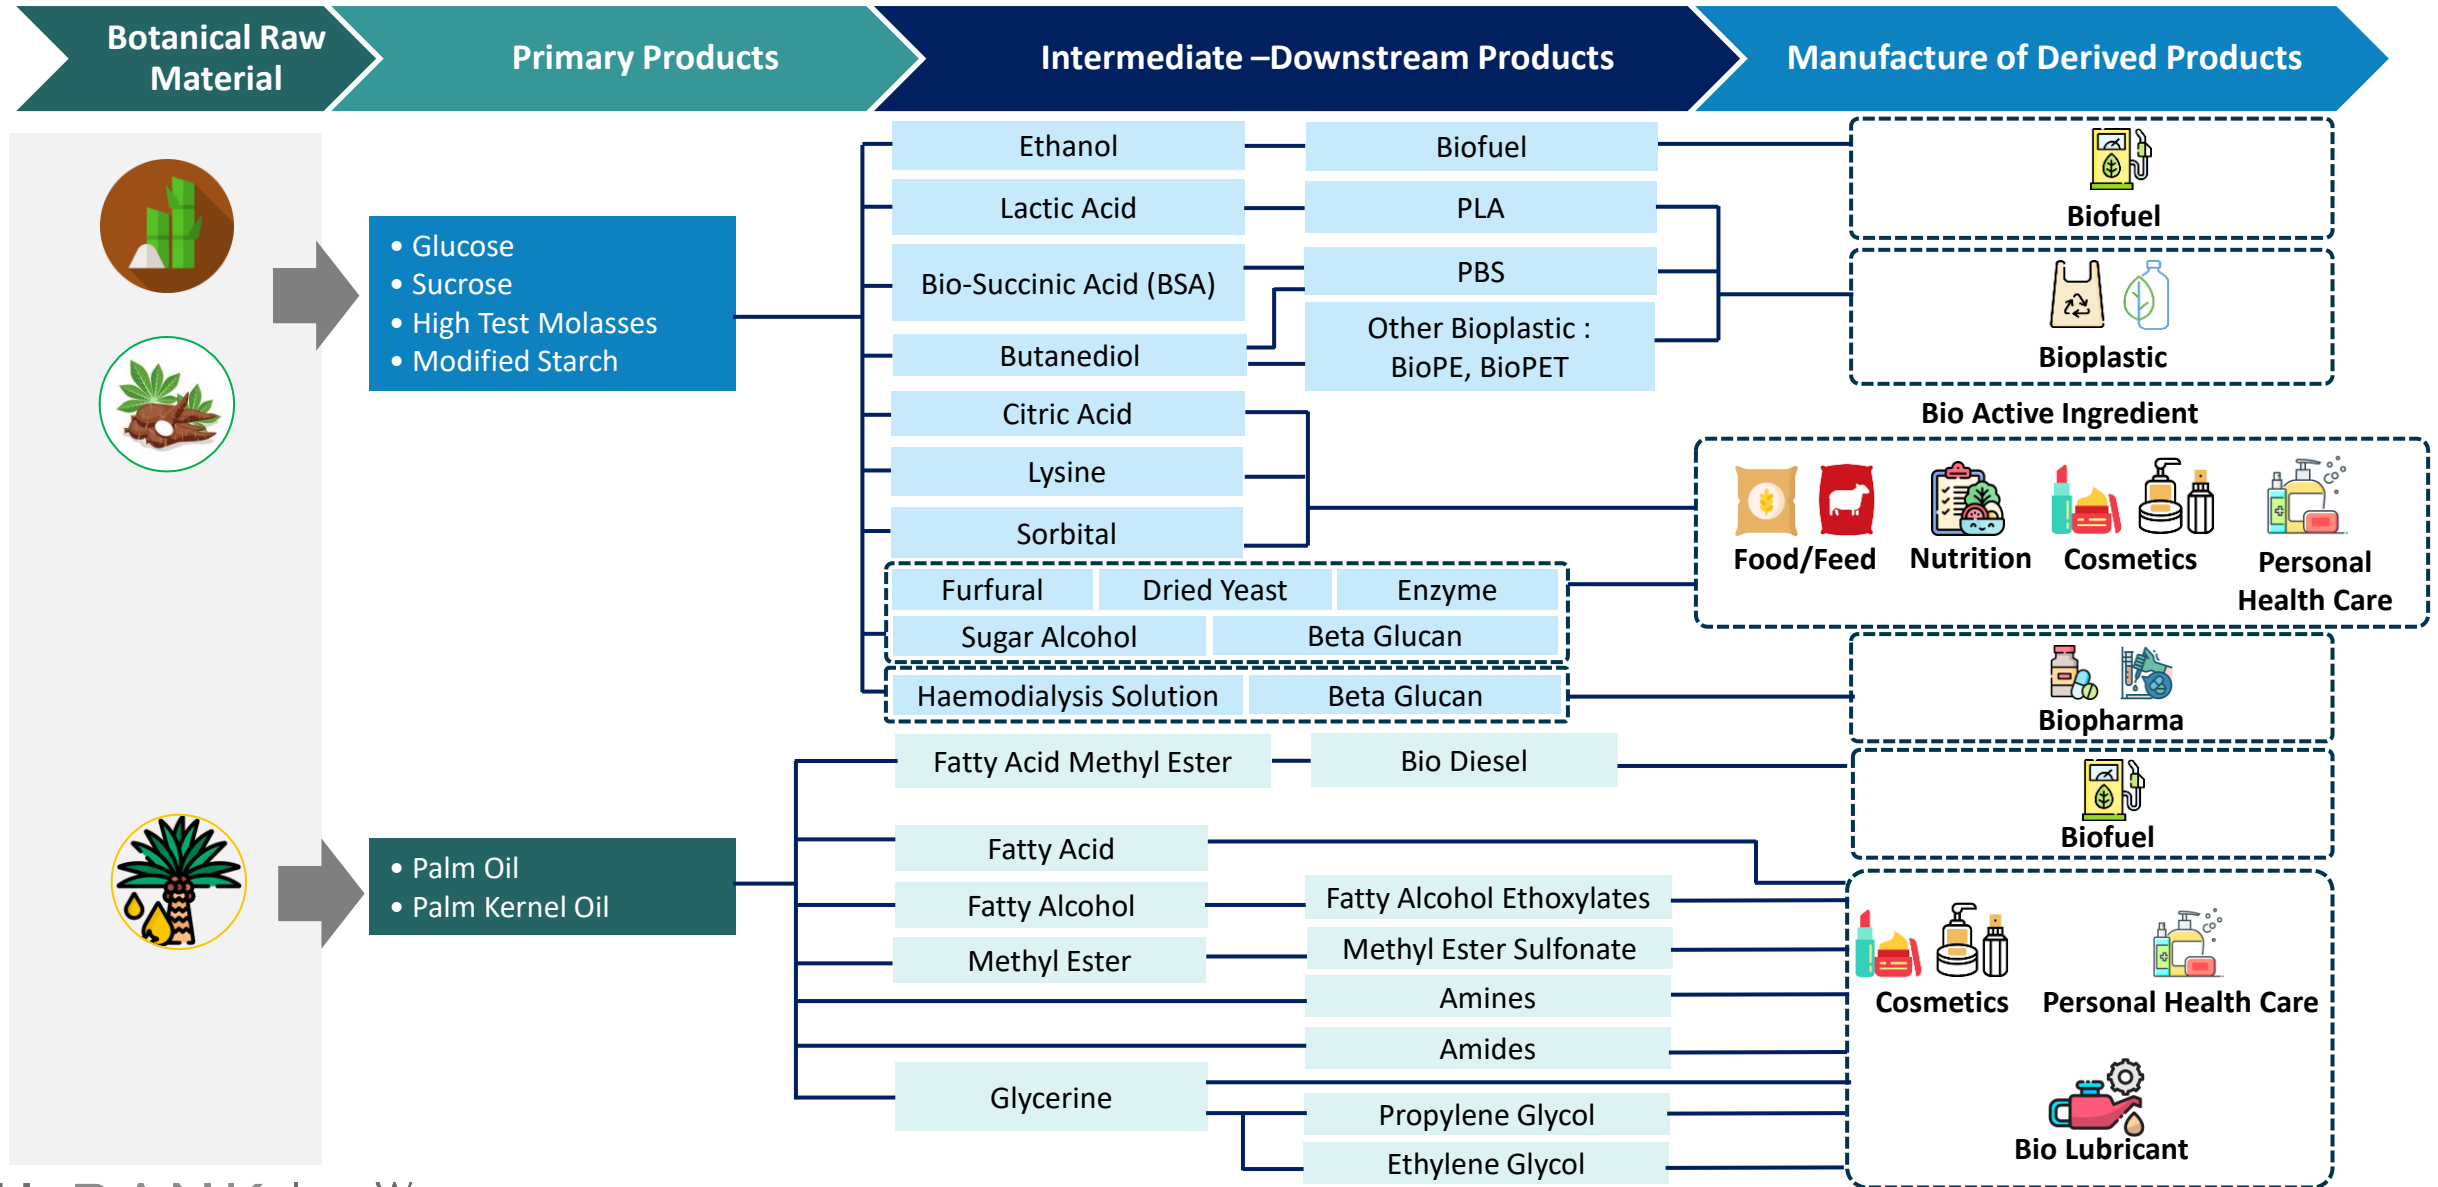 Botanical Raw
Material
Primary Products
Intermediate –Downstream Products
Manufacture of Derived Products
• Glucose
• Sucrose
• High Test Molasses
• Modified Starch
Ethanol
Biofuel
Lactic Acid
PLA
Bio-Succinic Acid (BSA)
PBS
Butanediol
Other Bioplastic :
BioPE, BioPET
Citric Acid
Lysine
Sorbital
Furfural
Dried Yeast
Enzyme
Sugar Alcohol
Beta Glucan
Haemodialysis Solution
Beta Glucan
Biofuel
Bioplastic
Bio Active Ingredient
Food/Feed
Nutrition
Cosmetics
Personal
Health Care
Biopharma
• Palm Oil
• Palm Kernel Oil
Fatty Acid Methyl Ester
Bio Diesel
Fatty Acid
Fatty Alcohol
Fatty Alcohol Ethoxylates
Methyl Ester
Methyl Ester Sulfonate
Amines
Amides
Glycerine
Propylene Glycol
Ethylene Glycol
Biofuel
Cosmetics
Personal Health Care
Bio Lubricant